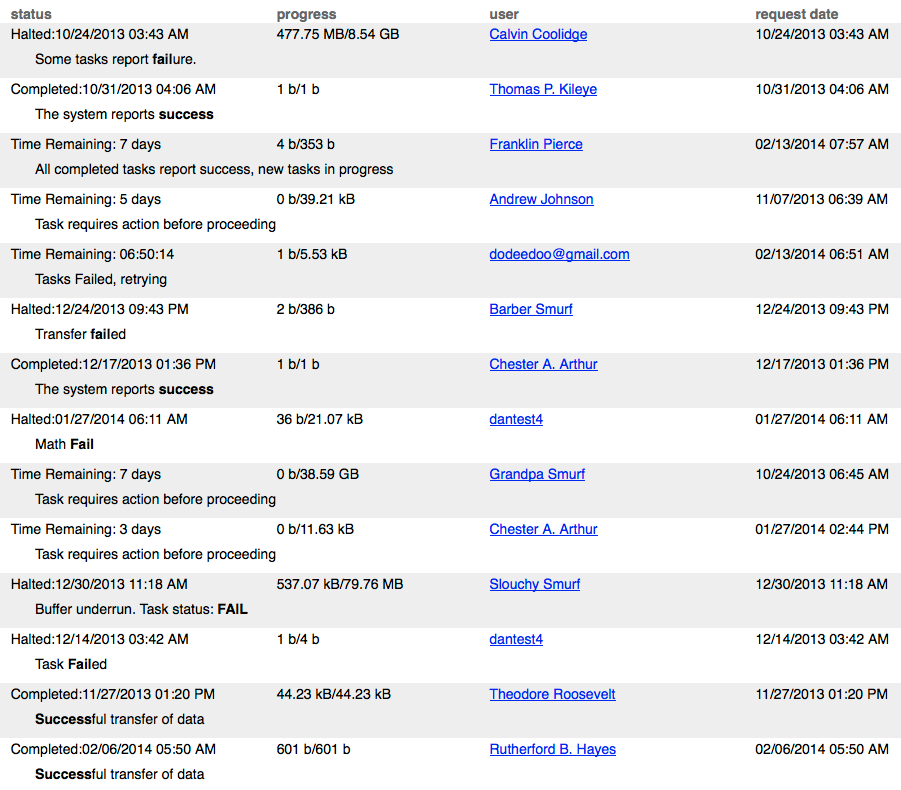 status progress user request date
Halted:10/24/2013 03:43 AM 477.75 MB/8.54 GB Calvin Coolidge 10/24/2013 03:43 AM
Some tasks report failure.
Completed:10/31/2013 04:06 AM 1 b/1 b Thomas P. Kileye 10/31/2013 04:06 AM
The system reports success
Time Remaining: 7 days 4 b/353 b Franklin Pierce 02/13/2014 07:57 AM
All completed tasks report success, new tasks in progress
Time Remaining: 5 days 0 b/39.21 kB Andrew Johnson 11/07/2013 06:39 AM
Task requires action before proceeding
Time Remaining: 06:50:14 1 b/5.53 kB dodeedoo@gmail.com 02/13/2014 06:51 AM
Tasks Failed, retrying
Halted:12/24/2013 09:43 PM 2 b/386 b Barber Smurf 12/24/2013 09:43 PM
Transfer failed
Completed:12/17/2013 01:36 PM 1 b/1 b Chester A. Arthur 12/17/2013 01:36 PM
The system reports success
Halted:01/27/2014 06:11 AM 36 b/21.07 kB dantest4 01/27/2014 06:11 AM
Math Fail
Time Remaining: 7 days 0 b/38.59 GB Grandpa Smurf 10/24/2013 06:45 AM
Task requires action before proceeding
Time Remaining: 3 days 0 b/11.63 kB Chester A. Arthur 01/27/2014 02:44 PM
Task requires action before proceeding
Halted:12/30/2013 11:18 AM 537.07 kB/79.76 MB Slouchy Smurf 12/30/2013 11:18 AM
Buffer underrun. Task status: FAIL
Halted:12/14/2013 03:42 AM 1 b/4 b dantest4 12/14/2013 03:42 AM
Task Failed
Completed:11/27/2013 01:20 PM 44.23 kB/44.23 kB Theodore Roosevelt 11/27/2013 01:20 PM
Successful transfer of data
Completed:02/06/2014 05:50 AM 601 b/601 b Rutherford B. Hayes 02/06/2014 05:50 AM
Successful transfer of data